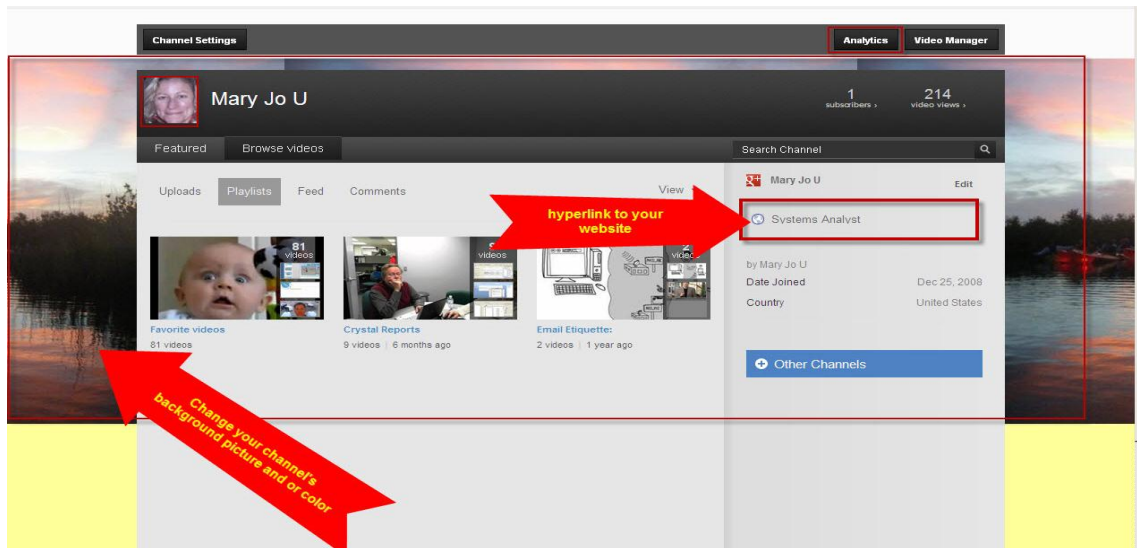 Channel Settings
Analytics
Video Manager
Mary Jo U
1
subscribers ›
214
video views ›
Featured
Browse videos
Search Channel
Uploads
Playlists
Feed
Comments
View
Mary Jo U
Edit
hyperlink to your
website
Systems Analyst
81
videos
videos
2
videos
by Mary Jo U
Date Joined
Dec 25, 2008
Country
United States
Favorite videos
81 videos
Crystal Reports
9 videos | 6 months ago
Email Etiquette:
2 videos | 1 year ago
Other Channels
Change your channel's
background picture and or color